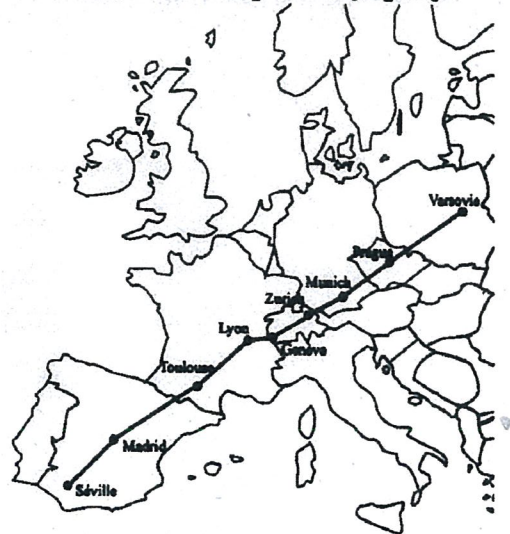 Varsovie
Prague
Munich
Zurich
Lyon
Genève
Toulouse
Madrid
Séville